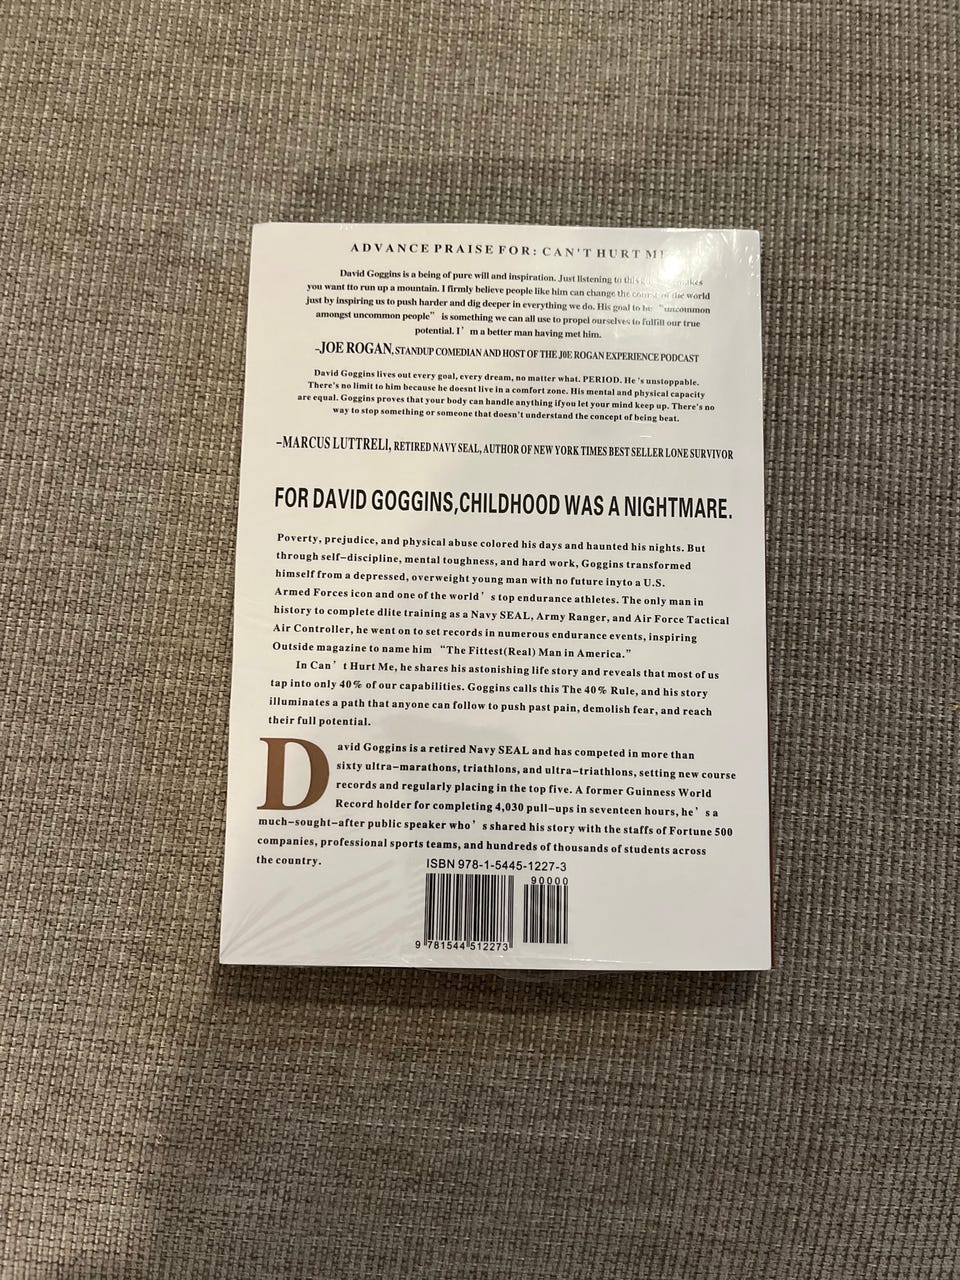 ADVANCE PRAISE FOR: CAN'T HURT ME
David Goggins is a being of pure will and inspiration. Just listening to this makes
you want tto run up a mountain. I firmly believe people like him can change the course of the world
just by inspiring us to push harder and dig deeper in everything we do. His goal to be "uncommon
amongst uncommon people" is something we can all use to propel ourselves to fulfill our true
potential. I'm a better man having met him.
-JOE ROGAN, STANDUP COMEDIAN AND HOST OF THE J0E ROGAN EXPERIENCE PODCAST
David Goggins lives out every goal, every dream, no matter what. PERIOD. He's unstoppable.
There's no limit to him because he doesnt live in a comfort zone. His mental and physical capacity
are equal. Goggins proves that your body can handle anything ifyou let your mind keep up. There's no
way to stop something or someone that doesn't understand the concept of being beat.
-MARCUS LUTTRELl, RETIRED NAVY SEAL, AUTHOR OF NEW YORK TIMES BEST SELLER LONE SURVIVOR
FOR DAVID GOGGINS,CHILDHOOD WAS A NIGHTMARE.
Poverty, prejudice, and physical abuse colored his days and haunted his nights. But
through self-discipline, mental toughness, and hard work, Goggins transformed
himself from a depressed, overweight young man with no future inyto a U.S.
Armed Forces icon and one of the world's top endurance athletes. The only man in
history to complete dlite training as a Navy SEAL, Army Ranger, and Air Force Tactical
Air Controller, he went on to set records in numerous endurance events, inspiring
Outside magazine to name him "The Fittest(Real) Man in America."
In Can't Hurt Me, he shares his astonishing life story and reveals that most of us
tap into only 40% of our capabilities. Goggins calls this The 40% Rule, and his story
illuminates a path that anyone can follow to push past pain, demolish fear, and reach
their full potential.
David Goggins is a retired Navy SEAL and has competed in more than
sixty ultra-marathons, triathlons, and ultra-triathlons, setting new course
records and regularly placing in the top five. A former Guinness World
Record holder for completing 4,030 pull-ups in seventeen hours, he's a
much-sought-after public speaker who's shared his story with the staffs of Fortune 500
companies, professional sports teams, and hundreds of thousands of students across
the country.
ISBN 978-1-5445-1227-3
90000
9 781544 512273